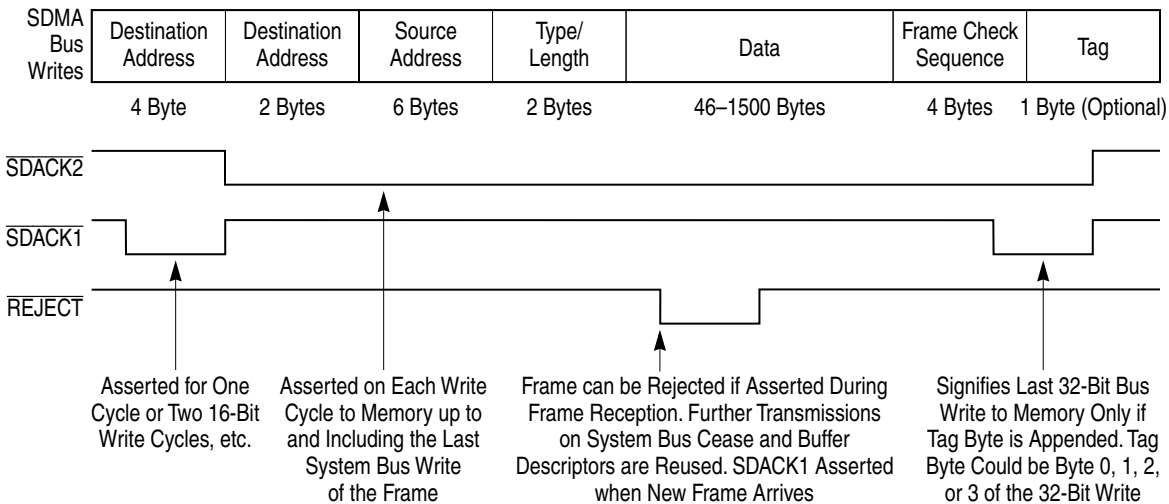 SDMA
Bus
Writes
Destination
Address
Destination
Address
Source
Address
Type/
Length
Data
Frame Check
Sequence
Tag
4 Byte
2 Bytes
6 Bytes
2 Bytes
46–1500 Bytes
4 Bytes
1 Byte (Optional)
SDACK2
SDACK1
REJECT
Asserted for One
Cycle or Two 16-Bit
Write Cycles, etc.
Asserted on Each Write
Cycle to Memory up to
and Including the Last
System Bus Write
of the Frame
Frame can be Rejected if Asserted During
Frame Reception. Further Transmissions
on System Bus Cease and Buffer
Descriptors are Reused. SDACK1 Asserted
when New Frame Arrives
Signifies Last 32-Bit Bus
Write to Memory Only if
Tag Byte is Appended. Tag
Byte Could be Byte 0, 1, 2,
or 3 of the 32-Bit Write